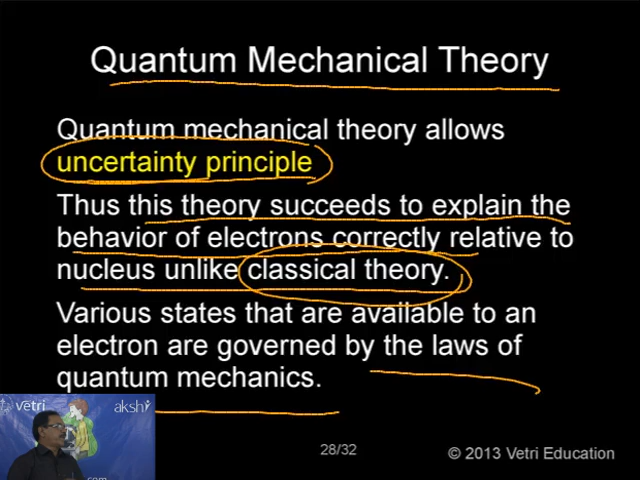 Quantum Mechanical Theory
Quantum mechanical theory allows
uncertainty principle
Thus this theory succeeds to explain the
behavior of electrons correctly relative to
nucleus unlike classical theory.
Various states that are available to an
electron are governed by the laws of
quantum mechanics.
vetri akshi
.com
28/32
© 2013 Vetri Education